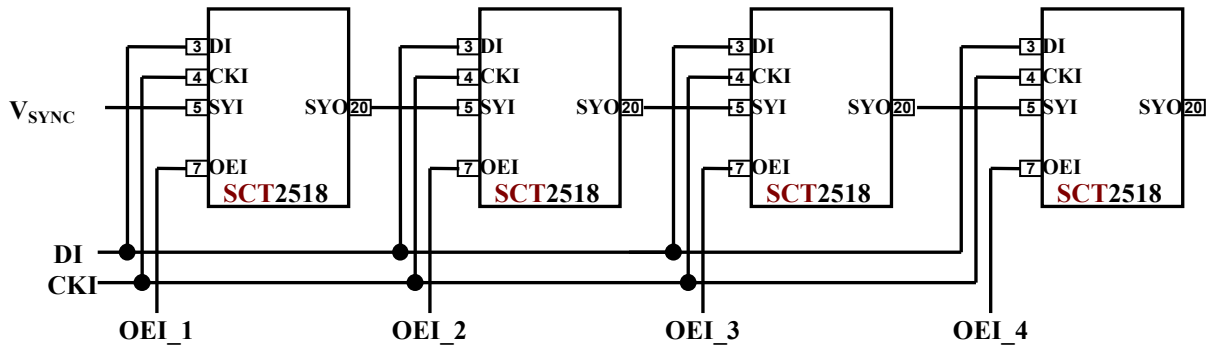 3 DI 3 DI 3 DI 3 DI
4 CKI 4 CKI 4 CKI 4 CKI
V_SYNC 5 SYI SYO 20 5 SYI SYO 20 5 SYI SYO 20 5 SYI SYO 20
7 OEI 7 OEI 7 OEI 7 OEI
SCT2518 SCT2518 SCT2518 SCT2518
DI
CKI
OEI_1 OEI_2 OEI_3 OEI_4